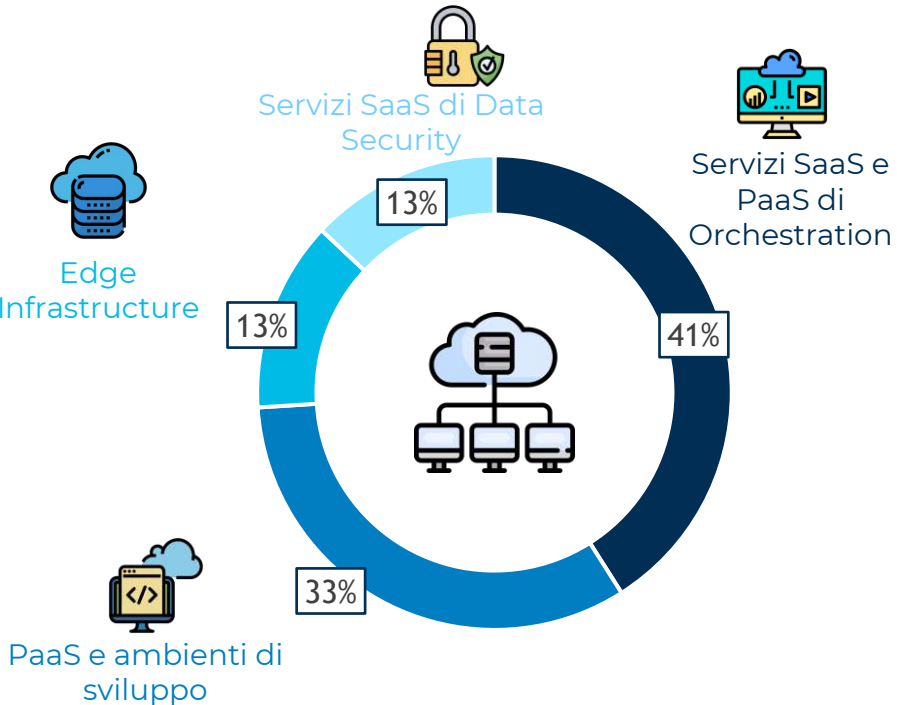 Servizi SaaS di Data
Security
13%
Servizi SaaS e
PaaS di
Orchestration
41%
Edge
Infrastructure
13%
33%
</>
PaaS e ambienti di
sviluppo